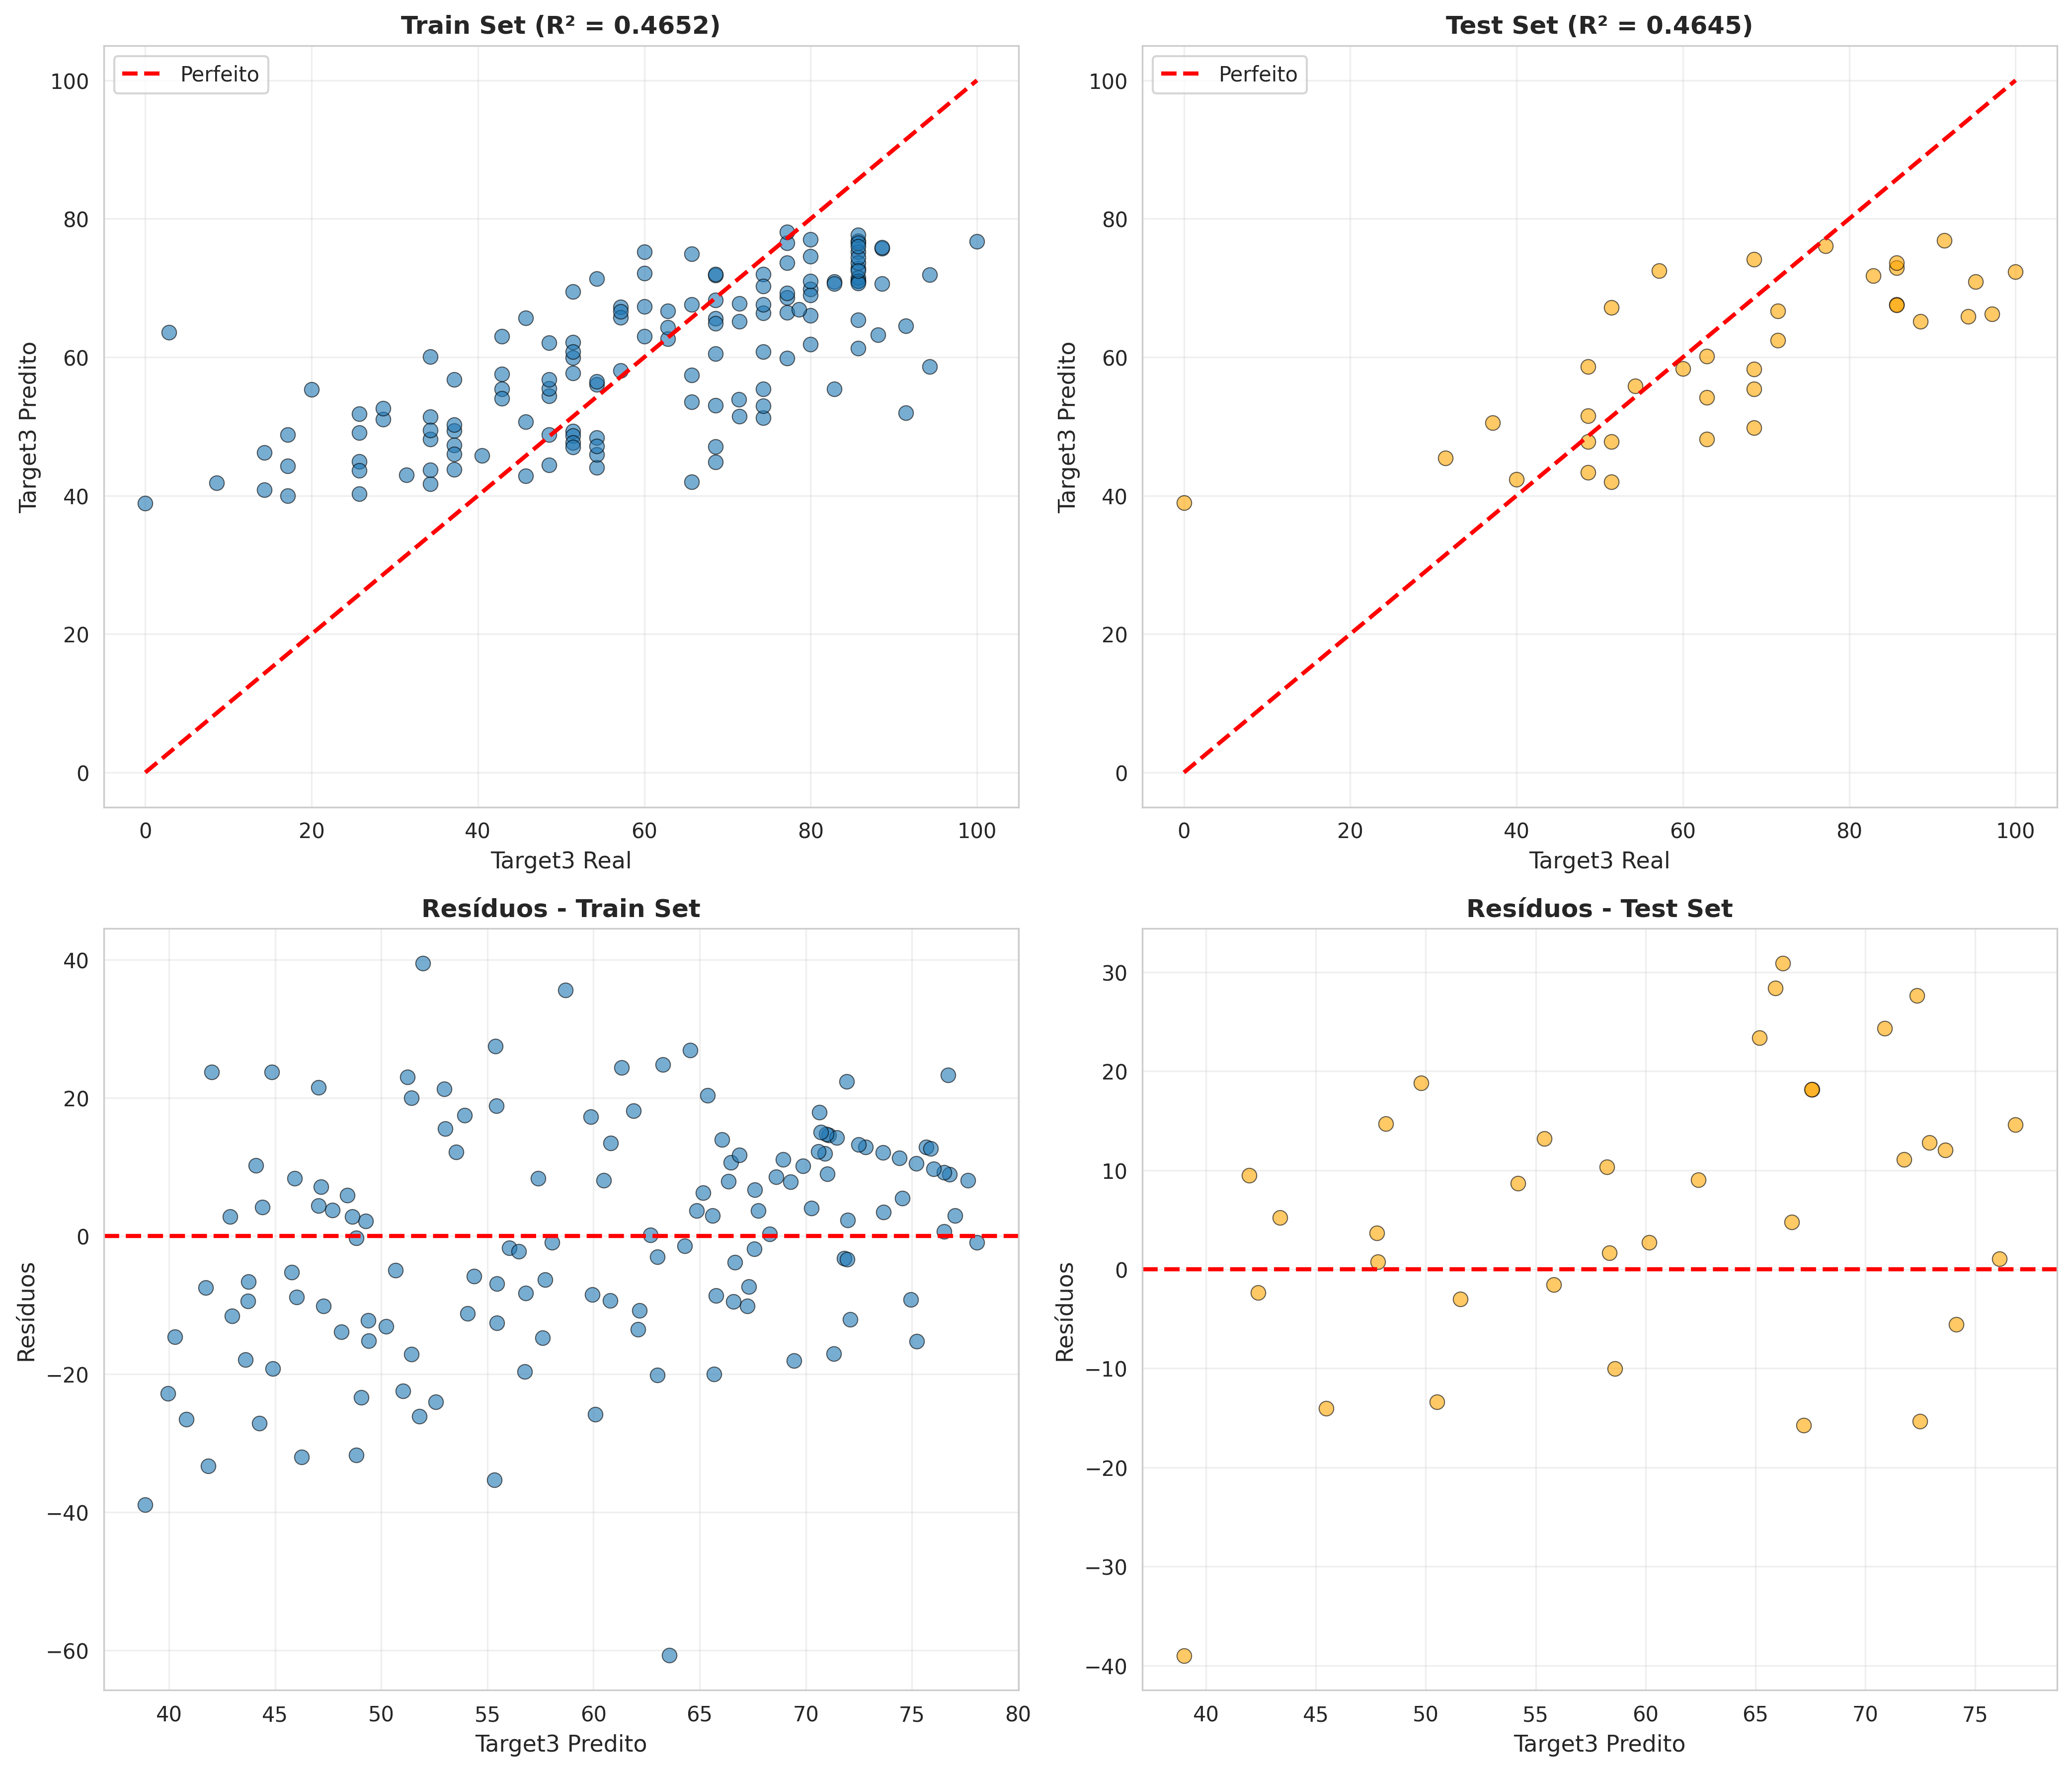 Train Set (R² = 0.4652)
Perfeito
100
80
60
40
20
0
Target3 Predito
0 20 40 60 80 100
Target3 Real
Test Set (R² = 0.4645)
Perfeito
100
80
60
40
20
0
Target3 Predito
0 20 40 60 80 100
Target3 Real
Resíduos - Train Set
40
20
0
−20
−40
−60
Resíduos
40 45 50 55 60 65 70 75 80
Target3 Predito
Resíduos - Test Set
30
20
10
0
−10
−20
−30
−40
Resíduos
40 45 50 55 60 65 70 75
Target3 Predito